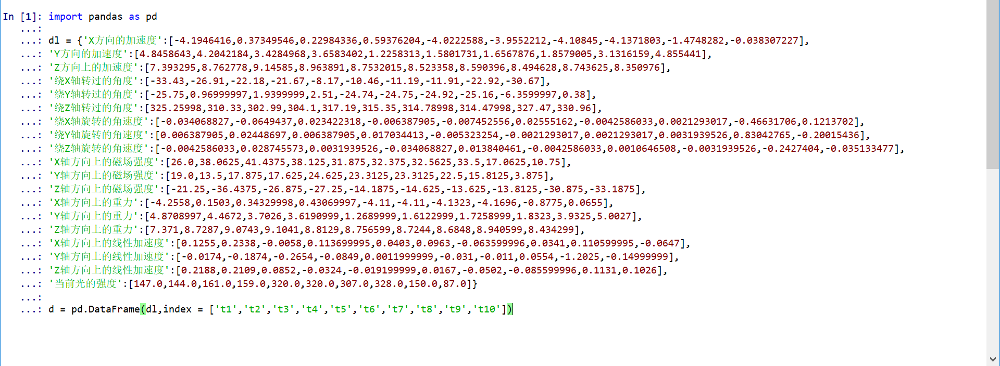 In [1]: import pandas as pd
...:
...: dl = {'X方向的加速度':[-4.1946416,0.37349546,0.22984336,0.59376204,-4.0222588,-3.9552212,-4.10845,-4.1371803,-1.4748282,-0.038307227],
...: 'Y方向的加速度':[4.8458643,4.2042184,3.4284968,3.6583402,1.2258313,1.5801731,1.6567876,1.8579005,3.1316159,4.855441],
...: 'Z方向上的加速度':[7.393295,8.762778,9.14585,8.963891,8.7532015,8.523358,8.590396,8.494628,8.743625,8.350976],
...: '绕X轴转过的角度':[-33.43,-26.91,-22.18,-21.67,-8.17,-10.46,-11.19,-11.91,-22.92,-30.67],
...: '绕Y轴转过的角度':[-25.75,0.96999997,1.9399999,2.51,-24.74,-24.75,-24.92,-25.16,-6.3599997,0.38],
...: '绕Z轴转过的角度':[325.25998,310.33,302.99,304.1,317.19,315.35,314.78998,314.47998,327.47,330.96],
...: '绕X轴旋转的角速度':[-0.034068827,-0.0649437,0.023422318,-0.006387905,-0.007452556,0.02555162,-0.0042586033,0.0021293017,-0.46631706,0.1213702],
...: '绕Y轴旋转的角速度':[0.006387905,0.02448697,0.006387905,0.017034413,-0.005323254,-0.0021293017,0.0021293017,0.0031939526,0.83042765,-0.20015436],
...: '绕Z轴旋转的角速度':[-0.0042586033,0.028745573,0.0031939526,-0.034068827,0.013840461,-0.0042586033,0.0010646508,-0.0031939526,-0.2427404,-0.035133477],
...: 'X轴方向上的磁场强度':[26.0,38.0625,41.4375,38.125,31.875,32.375,32.5625,33.5,17.0625,10.75],
...: 'Y轴方向上的磁场强度':[19.0,13.5,17.875,17.625,24.625,23.3125,23.3125,22.5,15.8125,3.875],
...: 'Z轴方向上的磁场强度':[-21.25,-36.4375,-26.875,-27.25,-14.1875,-14.625,-13.625,-13.8125,-30.875,-33.1875],
...: 'X轴方向上的重力':[-4.2558,0.1503,0.34329998,0.43069997,-4.11,-4.11,-4.1323,-4.1696,-0.8775,0.0655],
...: 'Y轴方向上的重力':[4.8708997,4.4672,3.7026,3.6190999,1.2689999,1.6122999,1.7258999,1.8323,3.9325,5.0027],
...: 'Z轴方向上的重力':[7.371,8.7287,9.0743,9.1041,8.8129,8.756599,8.7244,8.6848,8.940599,8.434299],
...: 'X轴方向上的线性加速度':[0.1255,0.2338,-0.0058,0.113699995,0.0403,0.0963,-0.063599996,0.0341,0.110599995,-0.0647],
...: 'Y轴方向上的线性加速度':[-0.0174,-0.1874,-0.2654,-0.0849,0.0011999999,-0.031,-0.011,0.0554,-1.2025,-0.14999999],
...: 'Z轴方向上的线性加速度':[0.2188,0.2109,0.0852,-0.0324,-0.019199999,0.0167,-0.0502,-0.085599996,0.1131,0.1026],
...: '当前光的强度':[147.0,144.0,161.0,159.0,320.0,320.0,307.0,328.0,150.0,87.0]}
...:
...: d = pd.DataFrame(dl,index = ['t1','t2','t3','t4','t5','t6','t7','t8','t9','t10'])